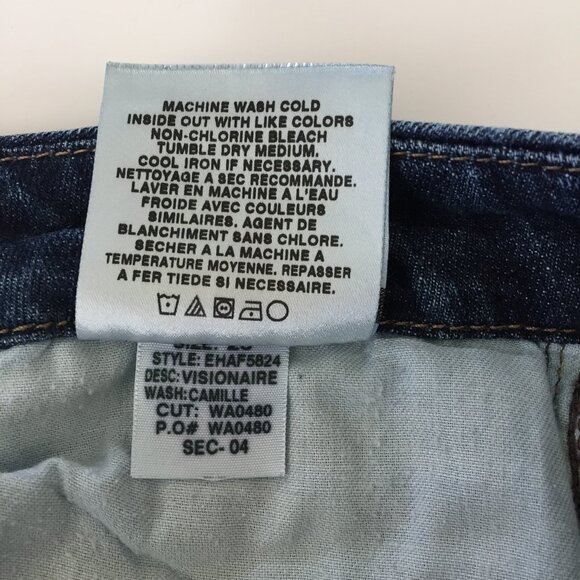 MACHINE WASH COLD
INSIDE OUT WITH LIKE COLORS
NON-CHLORINE BLEACH
TUMBLE DRY MEDIUM.
COOL IRON IF NECESSARY.
NETTOYAGE A SEC RECOMMANDE.
LAVER EN MACHINE A L'EAU
FROIDE AVEC COULEURS
SIMILAIRES. AGENT DE
BLANCHIMENT SANS CHLORE.
SECHER A LA MACHINE A
TEMPERATURE MOYENNE. REPASSER
A FER TIEDE SI NECESSAIRE.
SIZE:
STYLE: EHAF5824
DESC: VISIONAIRE
WASH:CAMILLE
CUT: WA0480
P.O# WA0480
SEC- 04